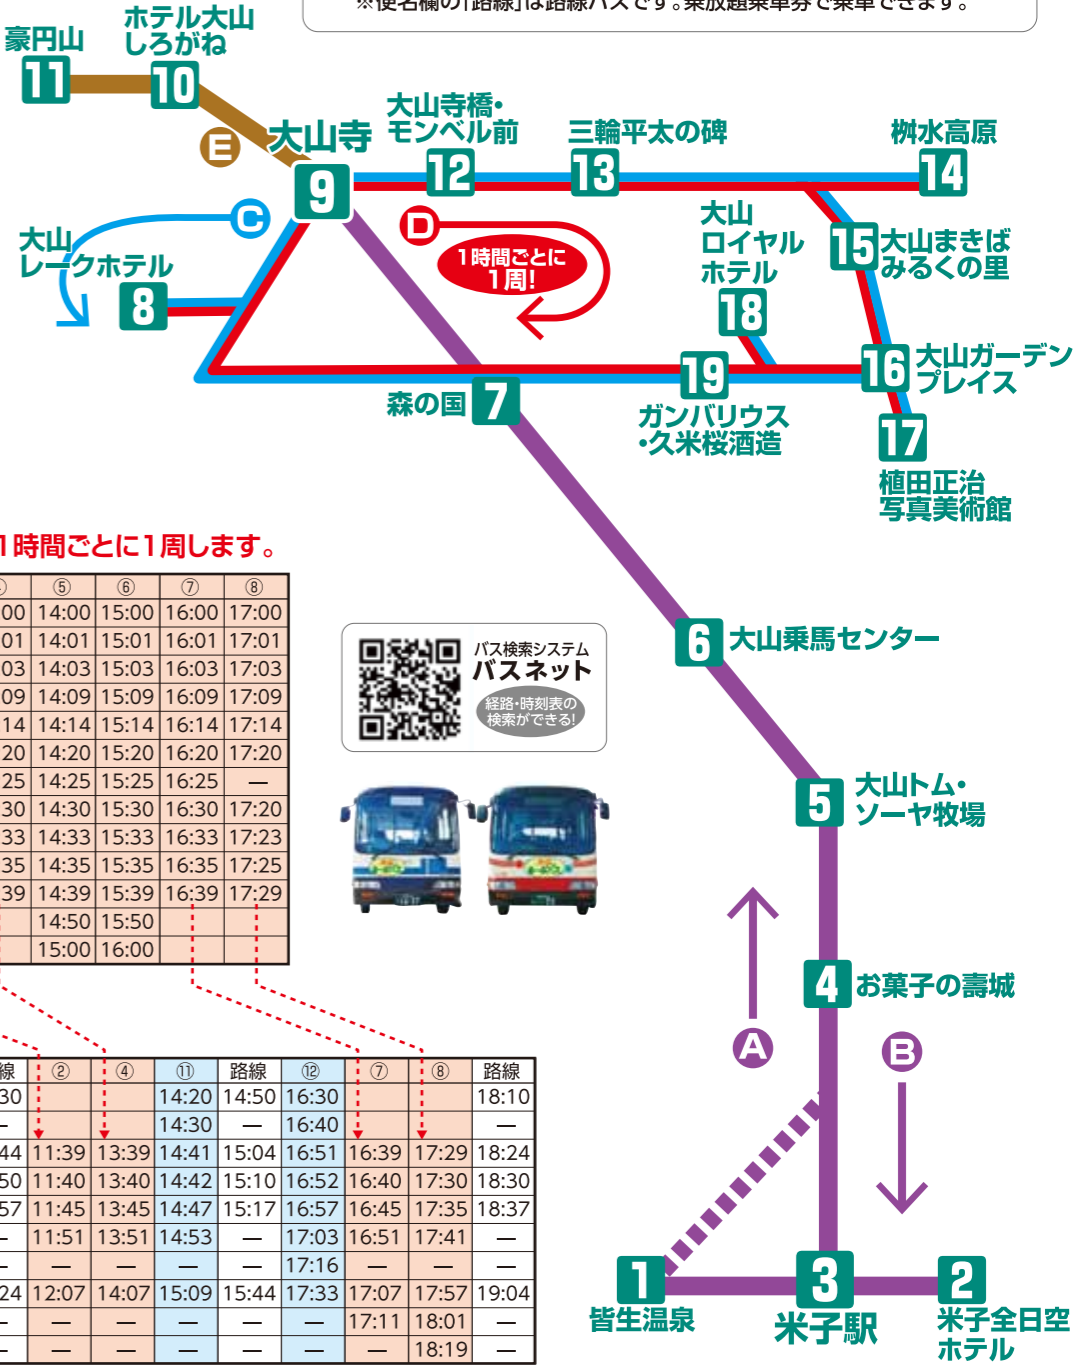 ※便名欄の「路線」は路線バスです。乗放題乗車券で乗車できます。
豪円山
11
ホテル大山
しろがね
10
E
大山寺
9
大山寺橋・
モンベル前
12
三輪平太の碑
13
桝水高原
14
C
D
1時間ごとに
1周!
大山
レークホテル
8
大山
ロイヤル
ホテル
18
15
大山まきば
みるくの里
16
大山ガーデン
プレイス
17
植田正治
写真美術館
19
ガンバリウス
・久米桜酒造
森の国
7
1時間ごとに1周します。
⑤ ⑥ ⑦ ⑧
00 14:00 15:00 16:00 17:00
01 14:01 15:01 16:01 17:01
03 14:03 15:03 16:03 17:03
09 14:09 15:09 16:09 17:09
14 14:14 15:14 16:14 17:14
20 14:20 15:20 16:20 17:20
25 14:25 15:25 16:25 —
30 14:30 15:30 16:30 17:20
33 14:33 15:33 16:33 17:23
35 14:35 15:35 16:35 17:25
39 14:39 15:39 16:39 17:29
14:50 15:50
15:00 16:00
バス検索システム
バスネット
経路・時刻表の
検索ができる!
6
大山乗馬センター
5
大山トム・
ソーヤ牧場
4
お菓子の壽城
A
B
線 ② ④ ⑪ 路線 ⑫ ⑦ ⑧ 路線
30 14:20 14:50 16:30 18:10
— 14:30 — 16:40 —
44 11:39 13:39 14:41 15:04 16:51 16:39 17:29 18:24
50 11:40 13:40 14:42 15:10 16:52 16:40 17:30 18:30
57 11:45 13:45 14:47 15:17 16:57 16:45 17:35 18:37
— 11:51 13:51 14:53 — 17:03 16:51 17:41 —
— — — — — 17:16 — — —
24 12:07 14:07 15:09 15:44 17:33 17:07 17:57 19:04
— — — — — — 17:11 18:01 —
— — — — — — — 18:19 —
1
皆生温泉
3
米子駅
2
米子全日空
ホテル